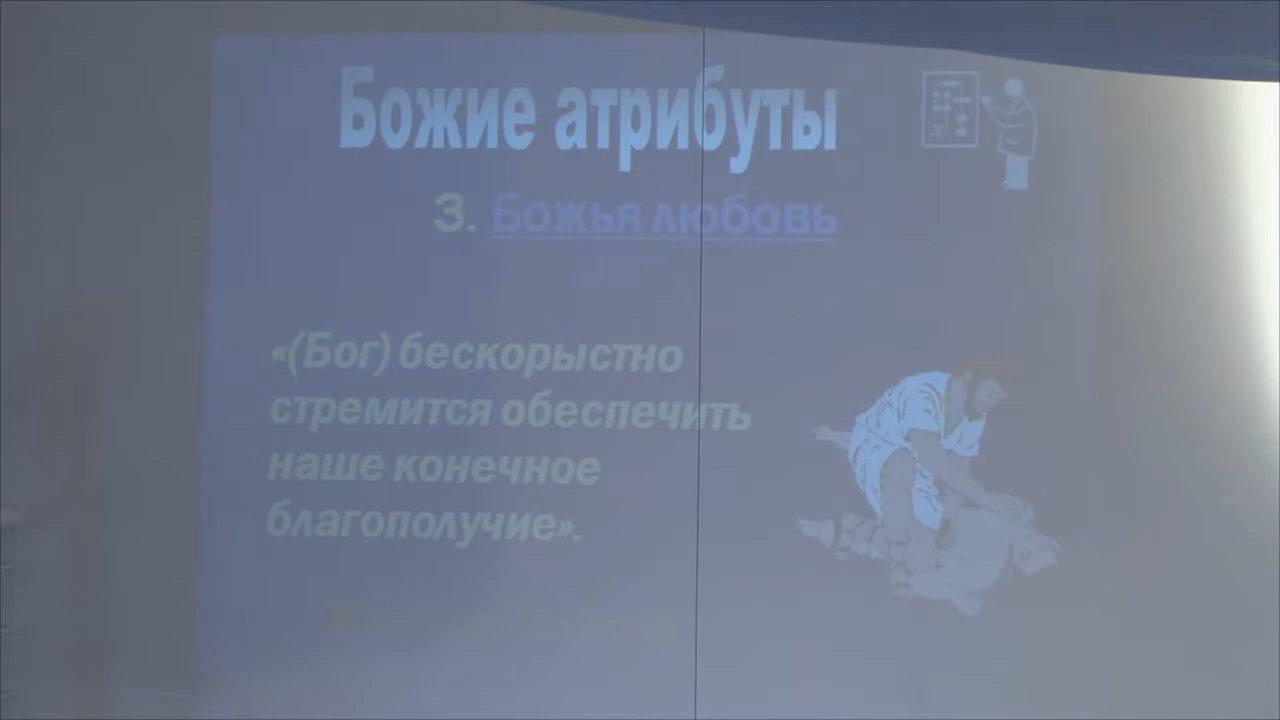 Божие атрибуты
3. Божья любовь
«(Бог) бескорыстно
стремится обеспечить
наше конечное
благополучие».